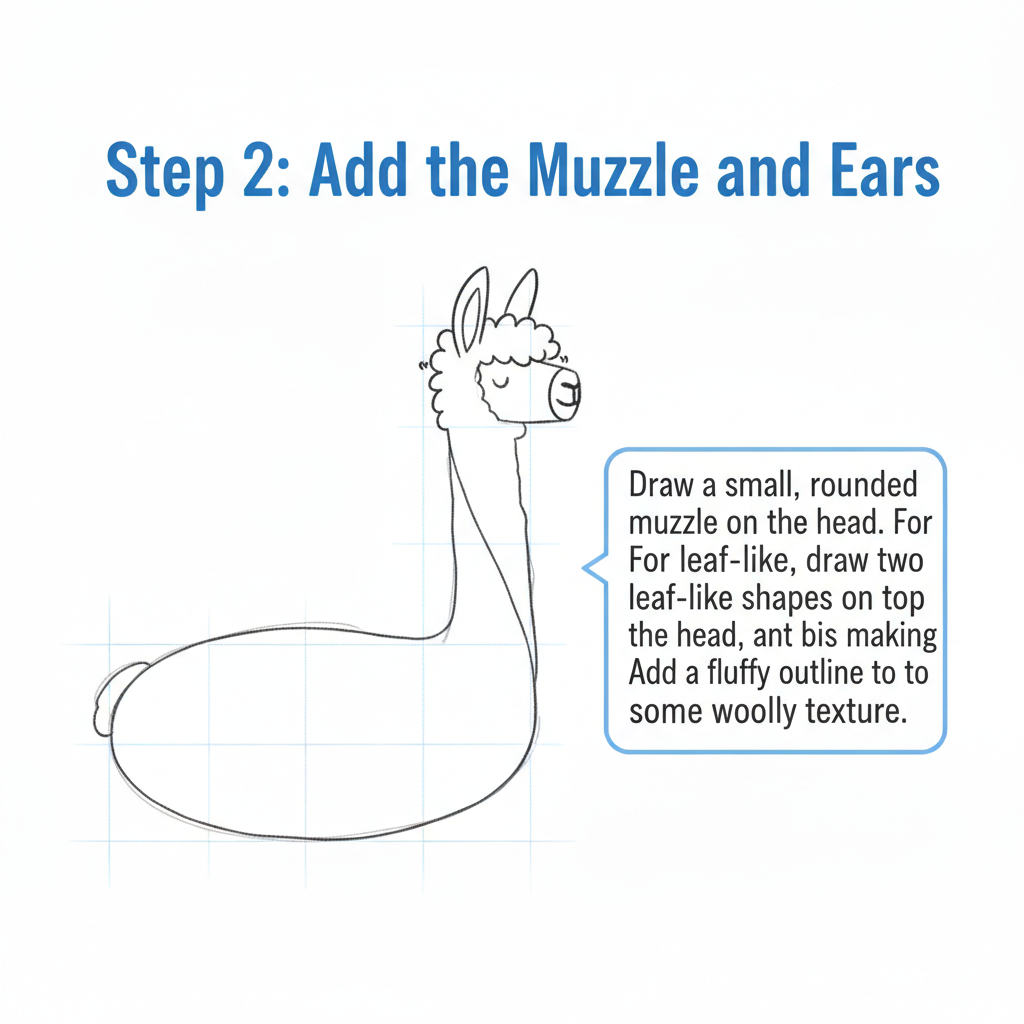 Step 2: Add the Muzzle and Ears
Draw a small, rounded
muzzle on the head. For
For leaf-like, draw two
leaf-like shapes on top
the head, ant bis making
Add a fluffy outline to to
some woolly texture.